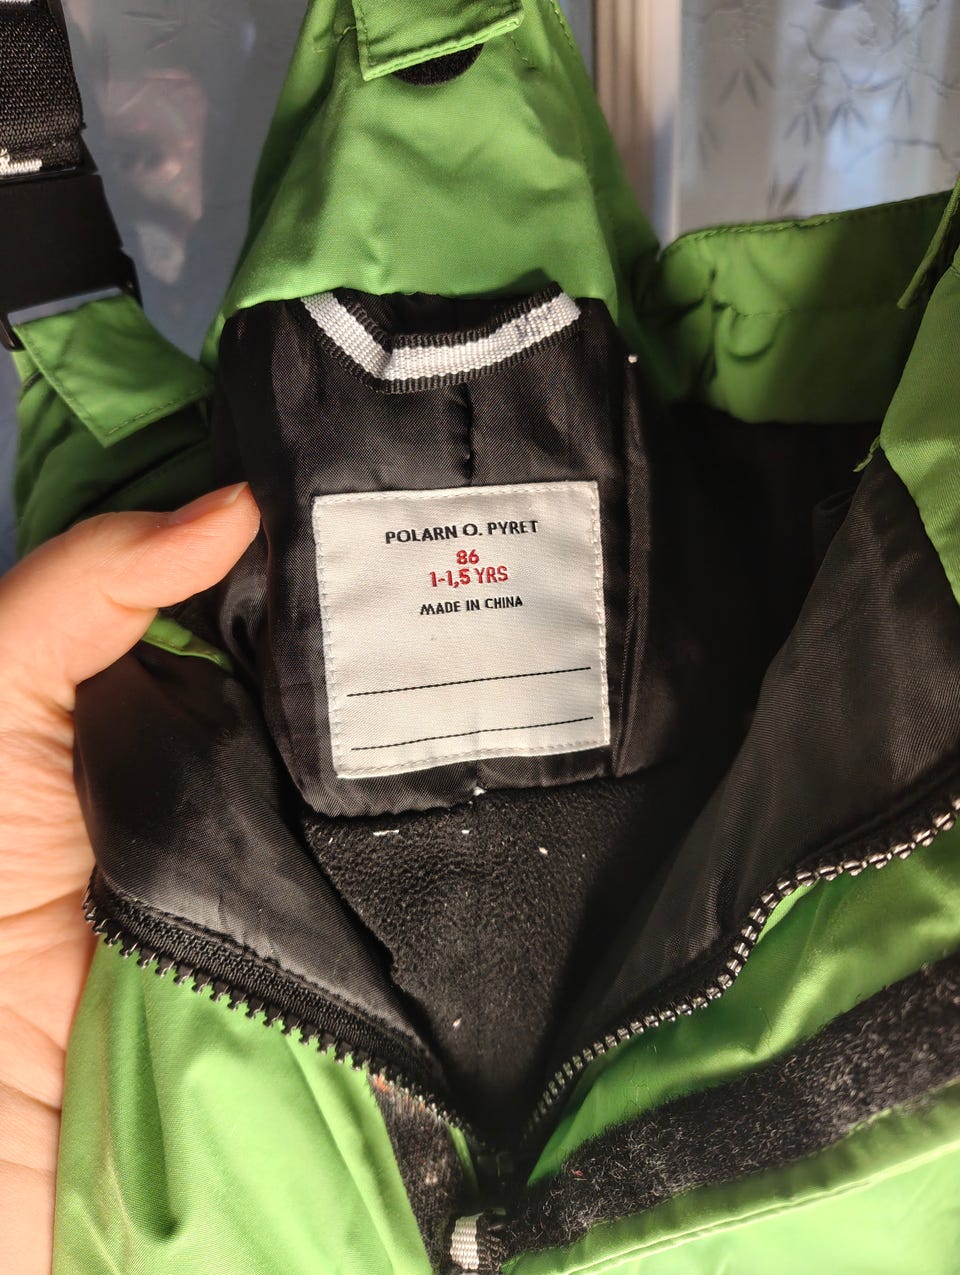 POLARN O. PYRET
86
1-1,5 YRS
MADE IN CHINA